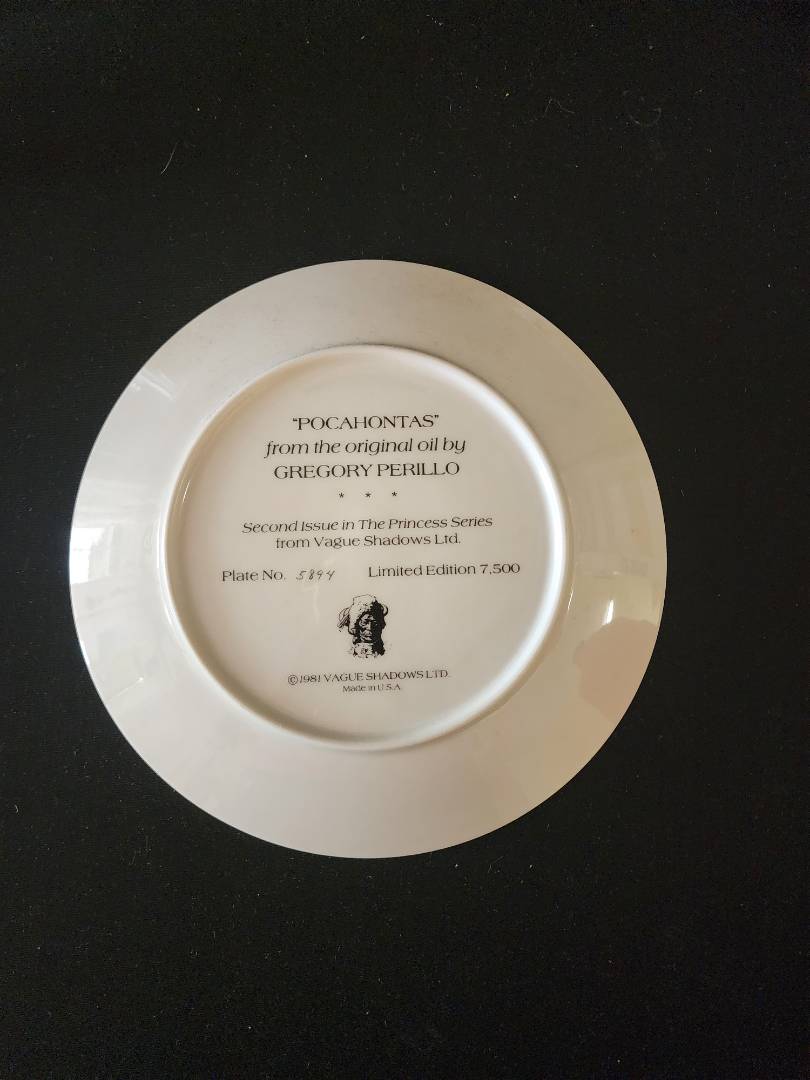 "POCAHONTAS"
from the original oil by
GREGORY PERILLO
* * *
Second Issue in The Princess Series
from Vague Shadows Ltd.
Plate No. 5894 Limited Edition 7,500
©1981 VAGUE SHADOWS LTD.
Made in U.S.A.